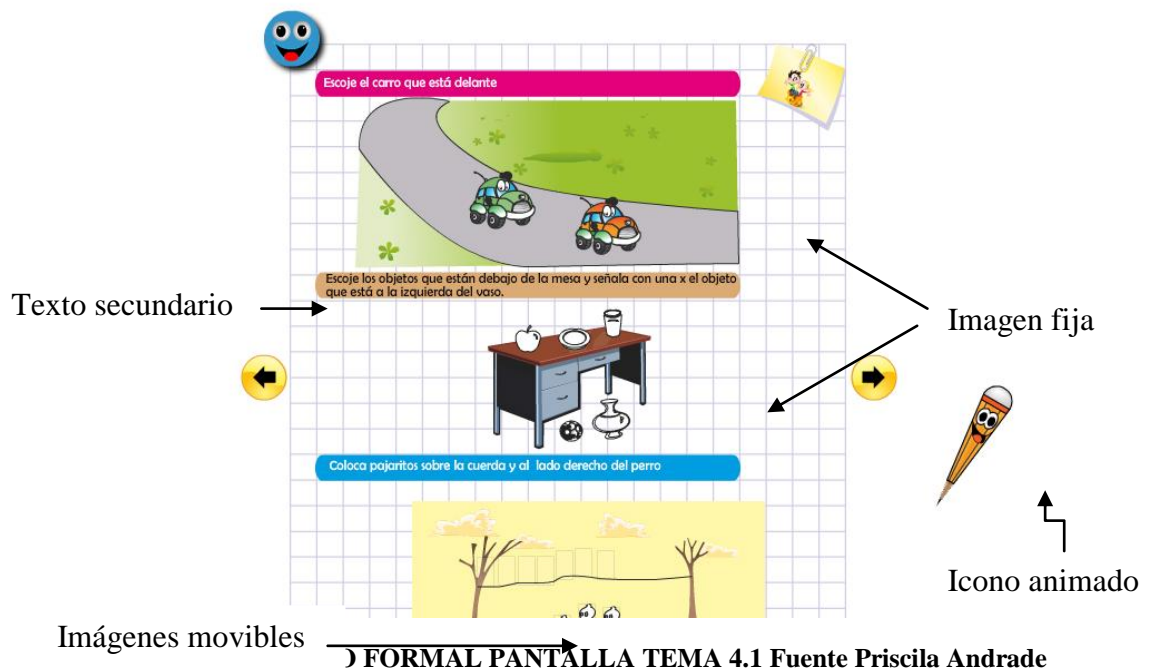 Escoje el carro que está delante
Escoje los objetos que están debajo de la mesa y señala con una x el objeto
que está a la izquierda del vaso.
Texto secundario
Imagen fija
Coloca pajaritos sobre la cuerda y al lado derecho del perro
Icono animado
Imágenes movibles
FORMAL PANTALLA TEMA 4.1 Fuente Priscila Andrade